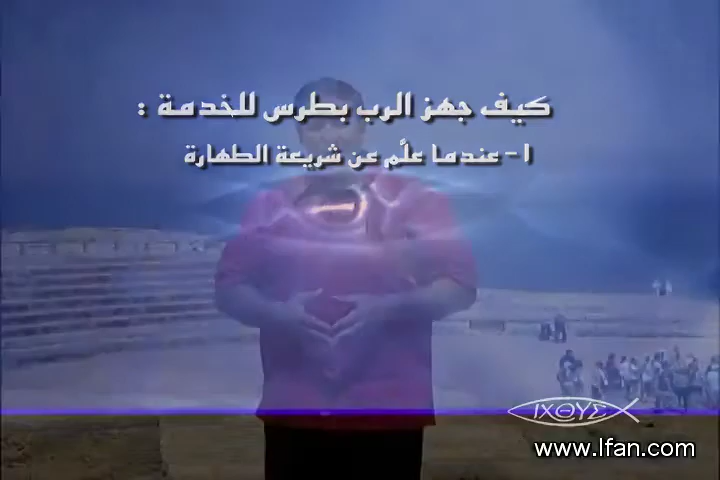 كيف جهز الرب بطرس للخدمة :
١- عندما علَّم عن شريعة الطهارة
ΙΧΘΥΣ
www.lfan.com